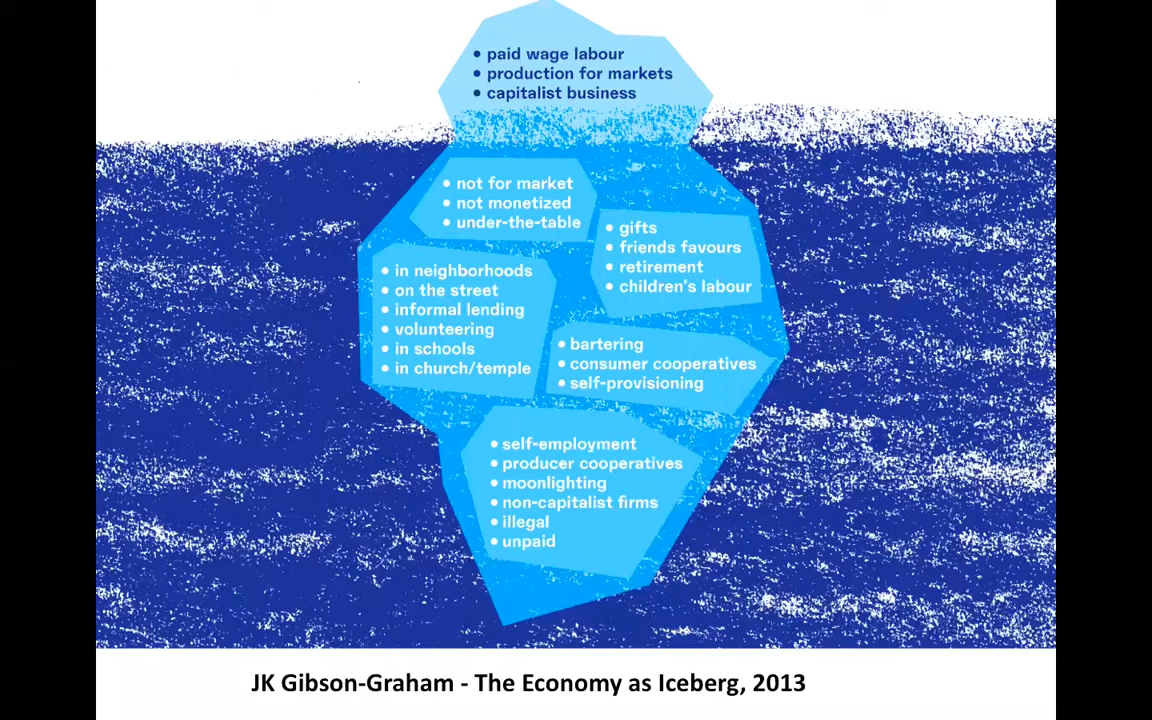 • paid wage labour
• production for markets
• capitalist business
• not for market
• not monetized
• under-the-table
• gifts
• friends favours
• retirement
• children's labour
• in neighborhoods
• on the street
• informal lending
• volunteering
• in schools
• in church/temple
• bartering
• consumer cooperatives
• self-provisioning
• self-employment
• producer cooperatives
• moonlighting
• non-capitalist firms
• illegal
• unpaid
JK Gibson-Graham - The Economy as Iceberg, 2013